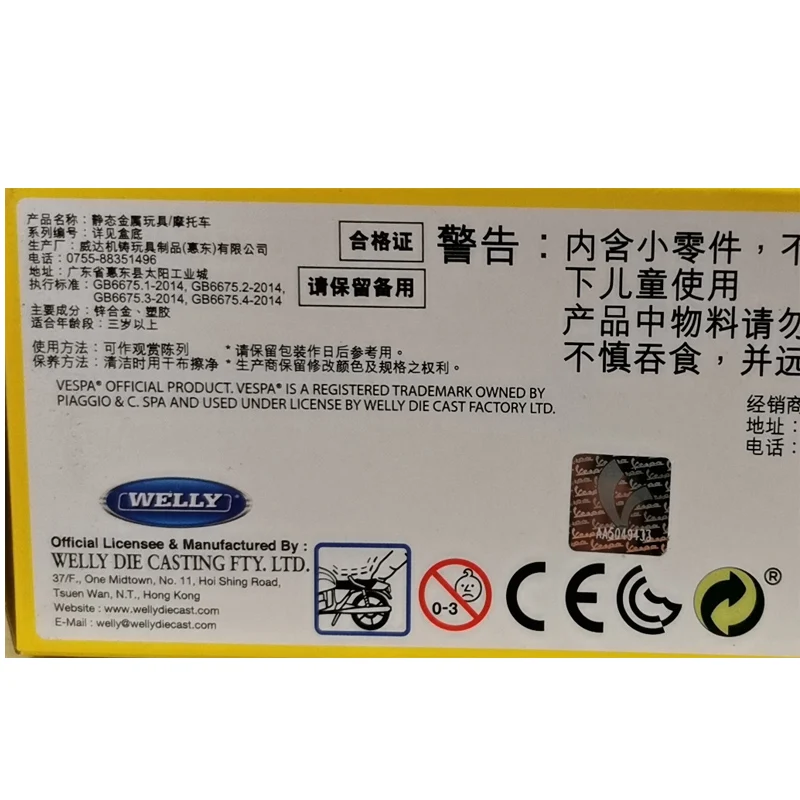 产品名称：静态金属玩具/摩托车
系列编号：详见盒底
生产厂：威达机铸玩具制品(惠东)有限公司
电话：0755-88351496
地址：广东省惠东县太阳工业城
执行标准：GB6675.1-2014, GB6675.2-2014,
GB6675.3-2014, GB6675.4-2014
主要成分：锌合金、塑胶
适合年龄段：三岁以上
使用方法：可作观赏陈列 *请保留包装作日后参考用。
保养方法：清洁时用干布擦净 *生产商保留修改颜色及规格之权利。
合格证
请保留备用
警告：内含小零件，不
下儿童使用
产品中物料请勿
不慎吞食，并远
VESPA® OFFICIAL PRODUCT. VESPA® IS A REGISTERED TRADEMARK OWNED BY
PIAGGIO & C. SPA AND USED UNDER LICENSE BY WELLY DIE CAST FACTORY LTD.
经销商
地址：
电话：
WELLY
AA5049433
Official Licensee & Manufactured By :
WELLY DIE CASTING FTY. LTD.
37/F., One Midtown, No. 11, Hoi Shing Road,
Tsuen Wan, N.T., Hong Kong
Website : www.wellydiecast.com
E-Mail : welly@wellydiecast.com
0-3
CE
®